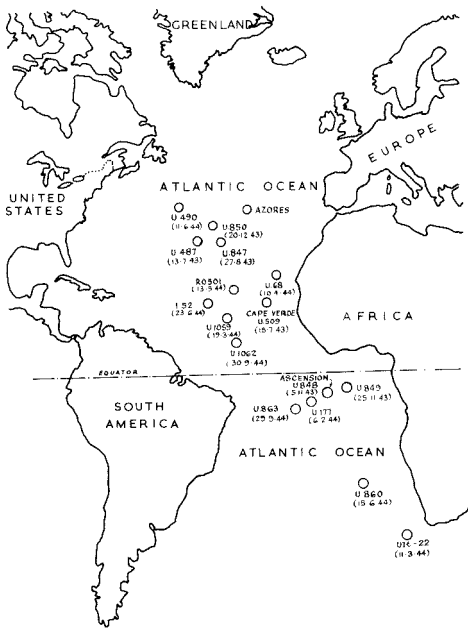 GREENLAND
EUROPE
UNITED
STATES
ATLANTIC OCEAN
U.490
(11·6·44)
U.850
(20·12·43)
AZORES
U.487
(13·7·43)
U.847
(27·8·43)
RO501
(13·5·44)
U.68
(10·4·44)
I.52
(23·6·44)
CAPE VERDE
U.509
(15·7·43)
AFRICA
U.1059
(19·3·44)
U.1062
(30·9·44)
EQUATOR
ASCENSION
U.848
(5·11·43)
U.849
(25·11·43)
SOUTH
AMERICA
U.863
(29·9·44)
U.177
(6·2·44)
ATLANTIC OCEAN
U.860
(15·6·44)
UIt-22
(11·3·44)